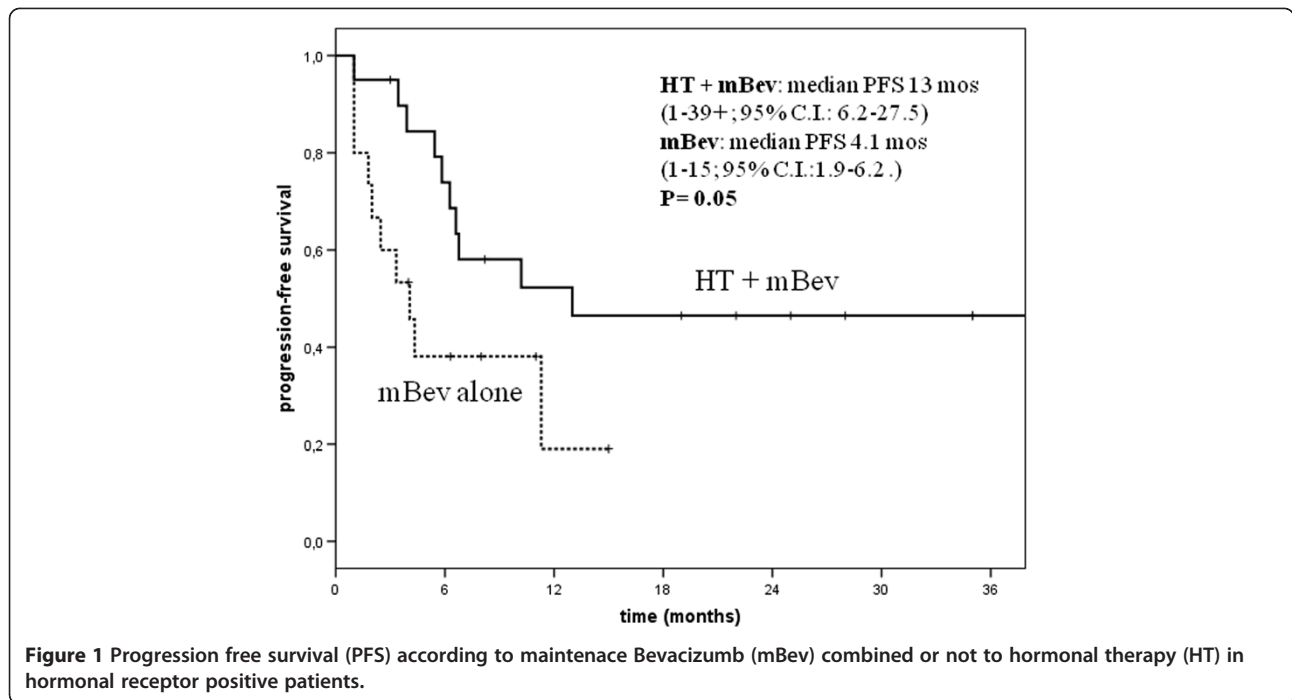 1,0
0,8
0,6
0,4
0,2
0,0
progression-free survival
HT + mBev: median PFS 13 mos
(1-39+; 95% C.I.: 6.2-27.5)
mBev: median PFS 4.1 mos
(1-15; 95% C.I.:1.9-6.2.)
P= 0.05
HT + mBev
mBev alone
0 6 12 18 24 30 36
time (months)
Figure 1 Progression free survival (PFS) according to maintenace Bevacizumb (mBev) combined or not to hormonal therapy (HT) in
hormonal receptor positive patients.